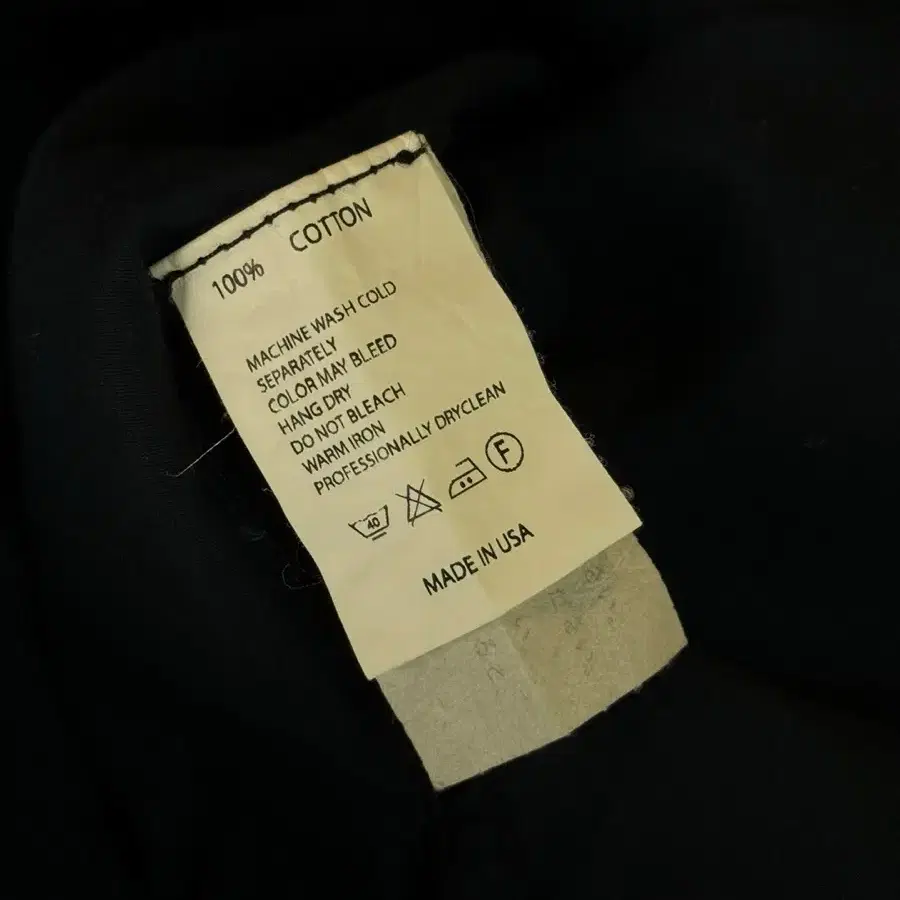 100% COTTON
MACHINE WASH COLD
SEPARATELY
COLOR MAY BLEED
HANG DRY
DO NOT BLEACH
WARM IRON
PROFESSIONALLY DRYCLEAN
40 F
MADE IN USA